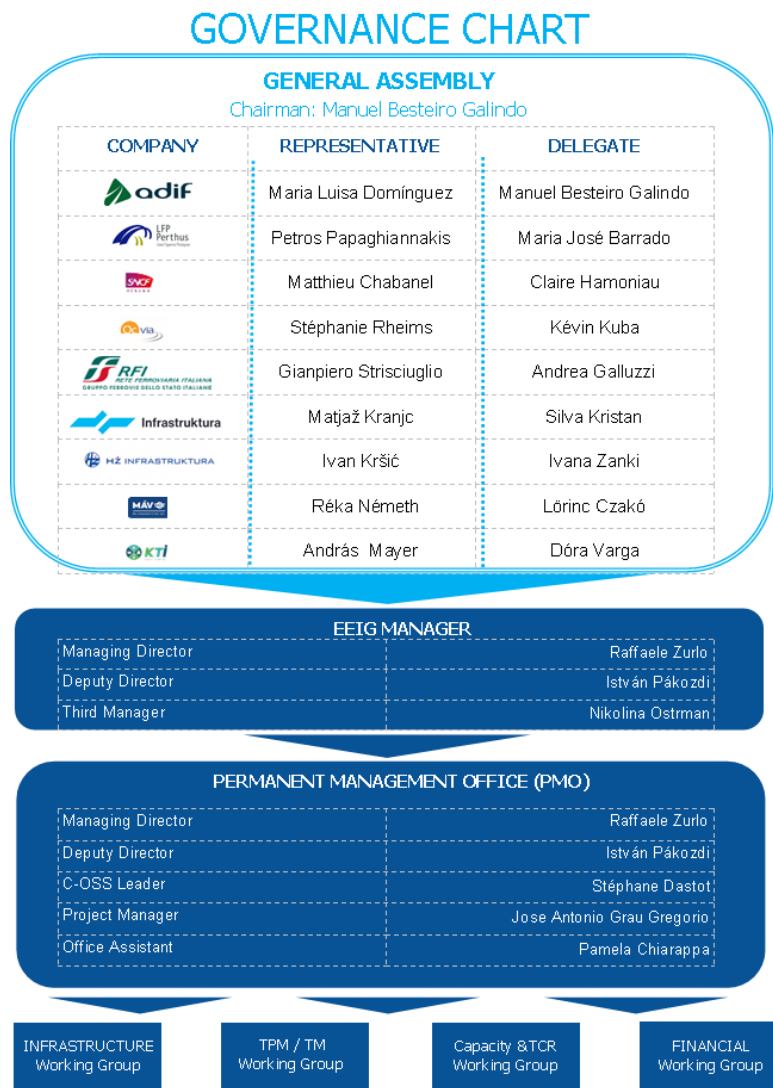 GOVERNANCE CHART
GENERAL ASSEMBLY
Chairman: Manuel Besteiro Galindo
COMPANY REPRESENTATIVE DELEGATE
adif Maria Luisa Domínguez Manuel Besteiro Galindo
LFP
Perthus Petros Papaghiannakis Maria José Barrado
SNCF
RÉSEAU Matthieu Chabanel Claire Hamoniau
Oc'via Stéphanie Rheims Kévin Kuba
RFI
RETE FERROVIARIA ITALIANA
GRUPPO FERROVIE DELLO STATO ITALIANE Gianpiero Strisciuglio Andrea Galluzzi
Infrastruktura Matjaž Kranjc Silva Kristan
HŽ INFRASTRUKTURA Ivan Kršić Ivana Zanki
MÁV Réka Németh Lőrinc Czakó
KTI András Mayer Dóra Varga
EEIG MANAGER
Managing Director Raffaele Zurlo
Deputy Director István Pákozdi
Third Manager Nikolina Ostrman
PERMANENT MANAGEMENT OFFICE (PMO)
Managing Director Raffaele Zurlo
Deputy Director István Pákozdi
C-OSS Leader Stéphane Dastot
Project Manager Jose Antonio Grau Gregorio
Office Assistant Pamela Chiarappa
INFRASTRUCTURE
Working Group
TPM / TM
Working Group
Capacity &TCR
Working Group
FINANCIAL
Working Group